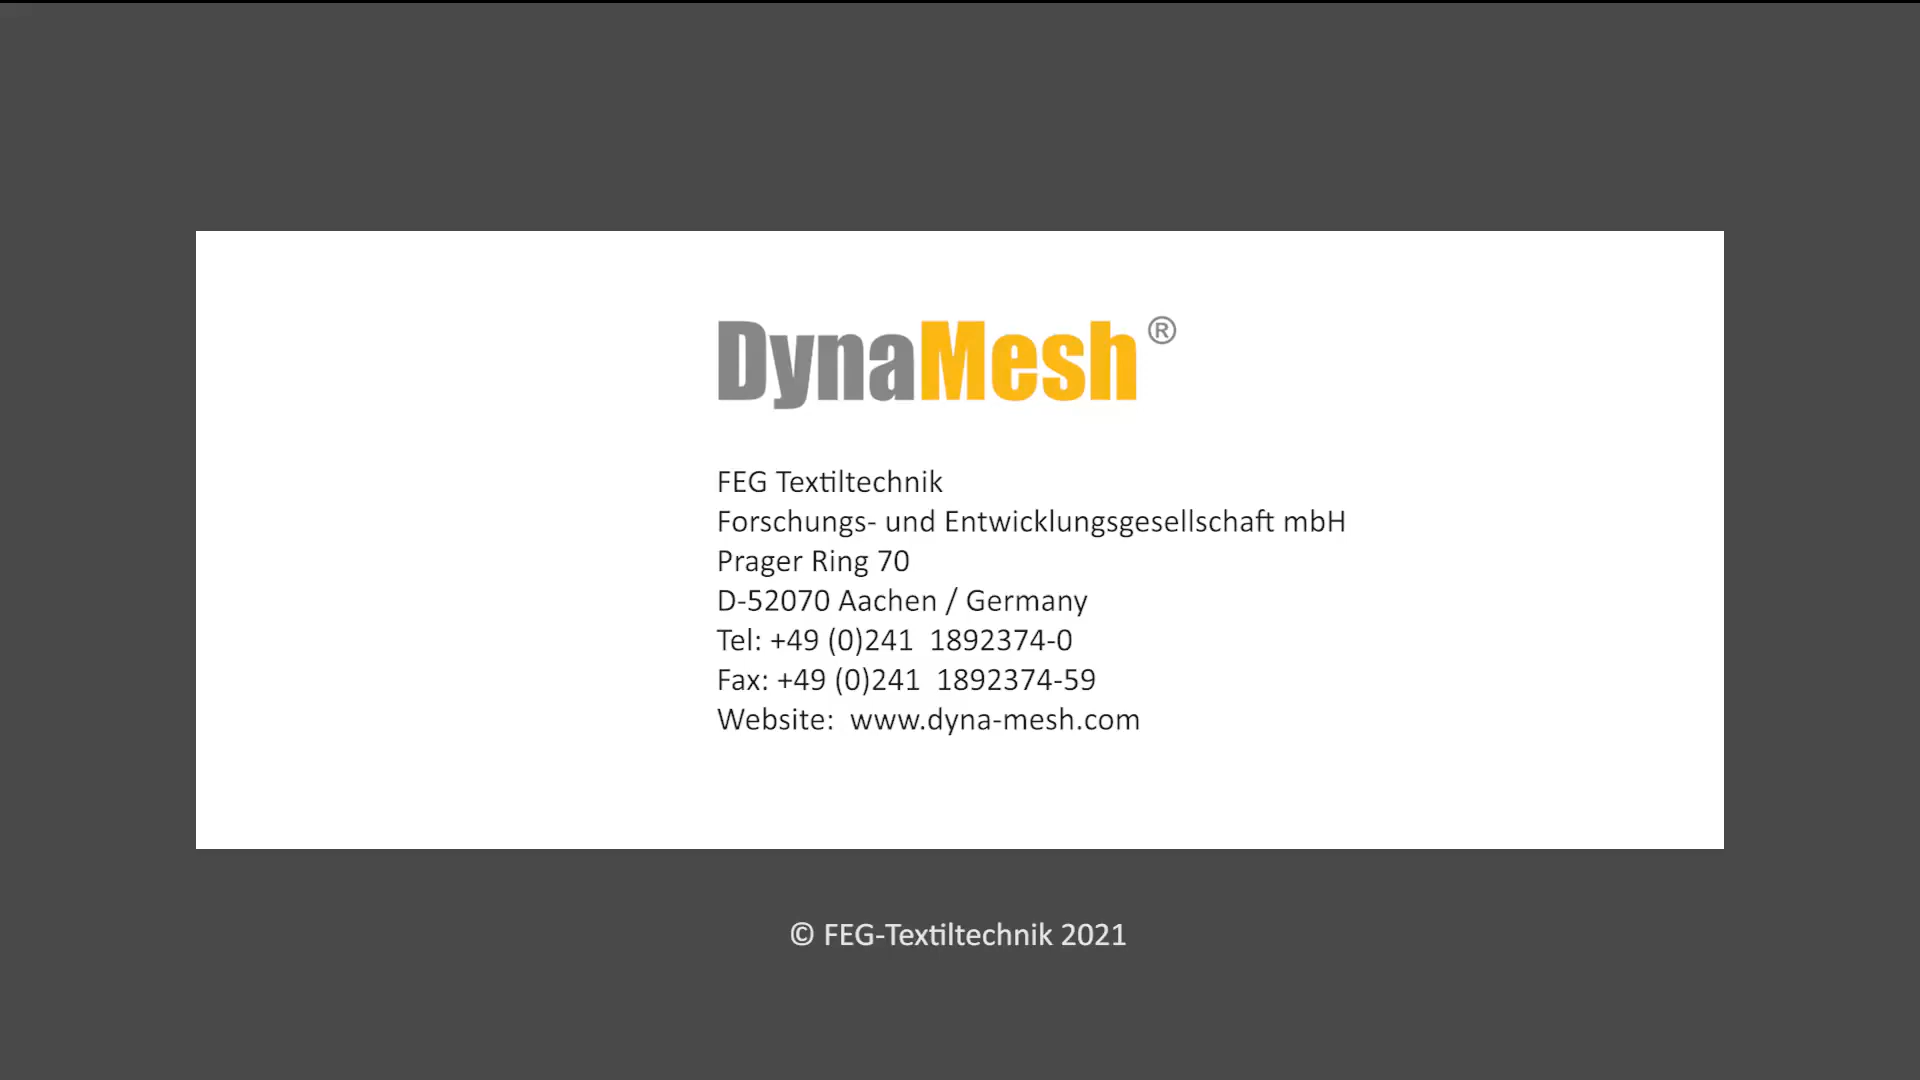 DynaMesh®
FEG Textiltechnik
Forschungs- und Entwicklungsgesellschaft mbH
Prager Ring 70
D-52070 Aachen / Germany
Tel: +49 (0)241  1892374-0
Fax: +49 (0)241  1892374-59
Website:  www.dyna-mesh.com
© FEG-Textiltechnik 2021